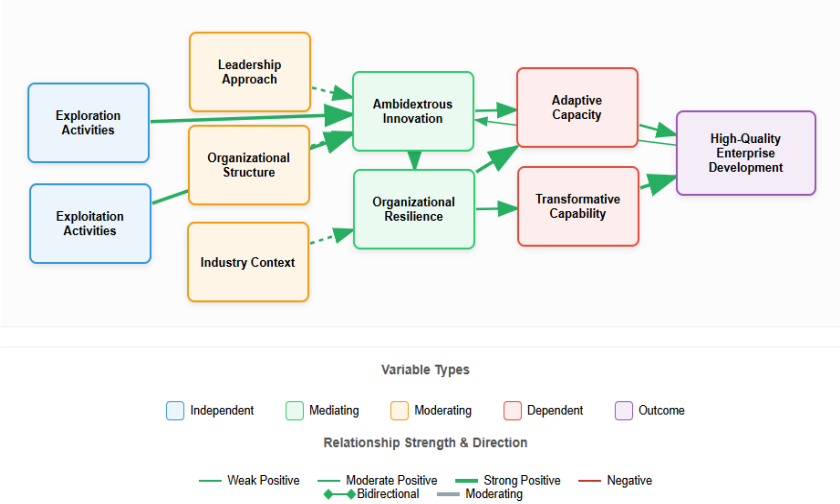 Leadership
Approach
Exploration
Activities
Ambidextrous
Innovation
Adaptive
Capacity
High-Quality
Enterprise
Development
Organizational
Structure
Exploitation
Activities
Organizational
Resilience
Transformative
Capability
Industry Context
Variable Types
Independent
Mediating
Moderating
Dependent
Outcome
Relationship Strength & Direction
Weak Positive
Moderate Positive
Strong Positive
Negative
Bidirectional
Moderating